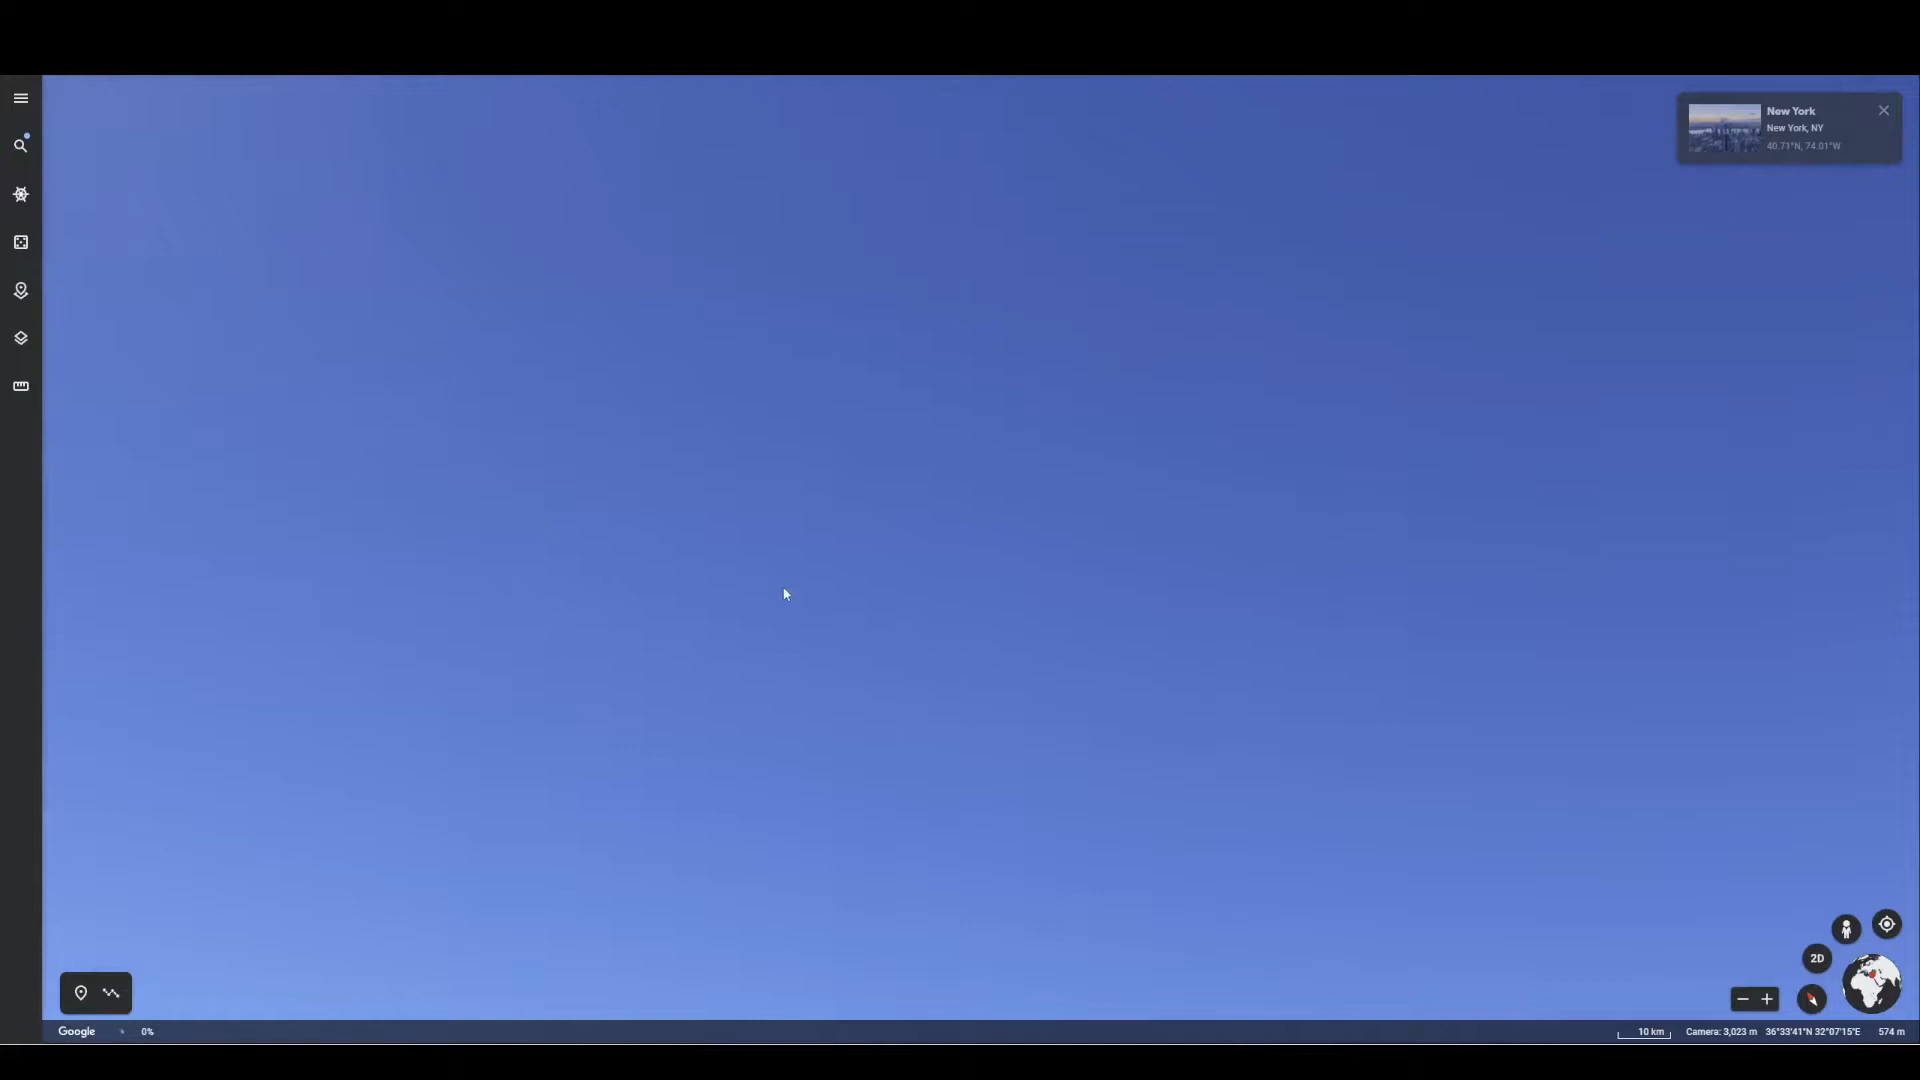 New York
New York, NY
40.71°N, 74.01°W
2D
Google
0%
10 km
Camera: 3,023 m 36°33'41"N 32°07'15"E 574 m